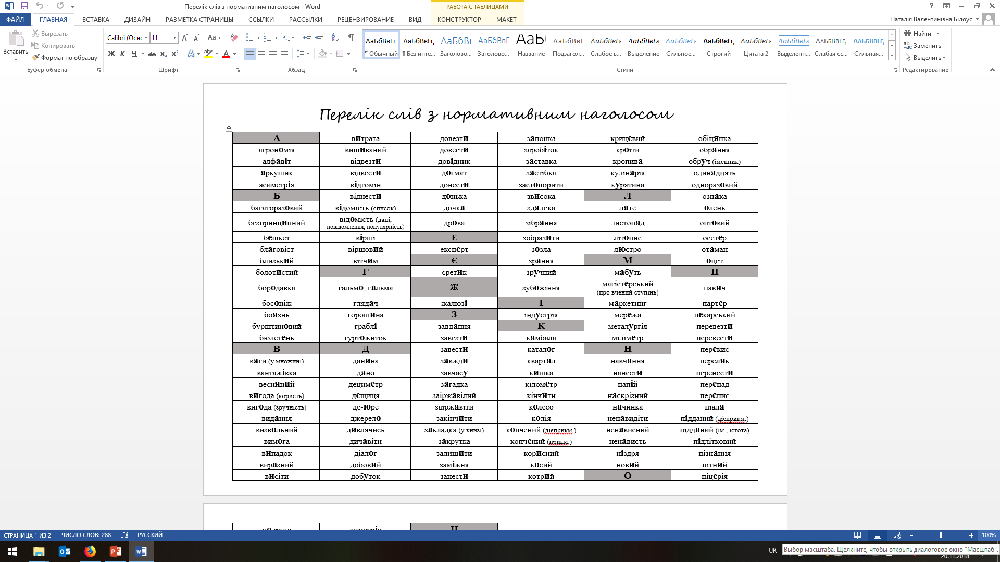 Перелік слів з нормативним наголосом - Word
РАБОТА С ТАБЛИЦАМИ
ФАЙЛ ГЛАВНАЯ ВСТАВКА ДИЗАЙН РАЗМЕТКА СТРАНИЦЫ ССЫЛКИ РАССЫЛКИ РЕЦЕНЗИРОВАНИЕ ВИД КОНСТРУКТОР МАКЕТ Наталія Валентинівна Білоус
Вставить
Вырезать
Копировать
Формат по образцу
Буфер обмена
Calibri (Оснс 11
Шрифт
Абзац
АаБбВвГг, АаБбВвГг, АаБбВı АаБбВвГ АаЫ АаБбВвГ АаБбВвГг АаБбВвГг АаБбВвГг АаБбВвГг, АаБбВвГг АаБбВвГг ААББВВГГ, ААББВВГГ,
¶ Обычный ¶ Без инте... Заголово... Заголово... Название Подзагол... Слабое в... Выделение Сильное... Строгий Цитата 2 Выделенн... Слабая сс... Сильная...
Стили
Найти
Заменить
Выделить
Редактирование
Перелік слів з нормативним наголосом
А витрата довезти запонка крицевий обіцянка
агрономія вишиваний довести заробіток кроїти обрання
алфавіт відвезти довідник заставка кропива обруч (іменник)
аркушик відвести догмат застібка кулінарія одинадцять
асиметрія відгомін донести застопорити курятина одноразовий
Б віднести донька звисока Л ознака
багаторазовий відомість (список) дочка здалека лате олень
безпринципний відомість (дані, повідомлення, популярність) дрова зібрання листопад оптовий
бешкет вірші Е зобразити літопис осетер
благовіст віршовий експерт зозла люстро отаман
близький вітчим Є зрання М оцет
болотистий Г єретик зручний мабуть П
бородавка гальмо, гальма Ж зубожіння магістерський (про вчений ступінь) павич
босоніж глядач жалюзі І маркетинг партер
боязнь горошина З індустрія мережа пекарський
бурштиновий граблі завдання К металургія перевезти
бюлетень гуртожиток завезти камбала міліметр перевести
В Д завести каталог Н перекис
ваги (у множині) данина завжди квартал навчання переляк
вантажівка дано завчасу кишка нанести перенести
весняний дециметр загадка кілометр напій перепад
вигода (користь) дещиця заіржавілий кінчити наскрізний перепис
вигода (зручність) де-юре заіржавіти колесо начинка піала
видання джерело закінчити колія ненавидіти підданий (дієприкм.)
визвольний дивлячись закладка (у книзі) копчений (дієприкм.) ненависний підданий (ім., істота)
вимога дичавіти закрутка копчений (прикм.) ненависть підлітковий
випадок діалог залишити корисний ніздря пізнання
виразний добовий заміжня косий новий пітний
висіти добуток занести котрий О піцерія
СТРАНИЦА 1 ИЗ 2 ЧИСЛО СЛОВ: 288 РУССКИЙ 100%
UK
Выбор масштаба. Щелкните, чтобы открыть диалоговое окно "Масштаб".
20.11.2018